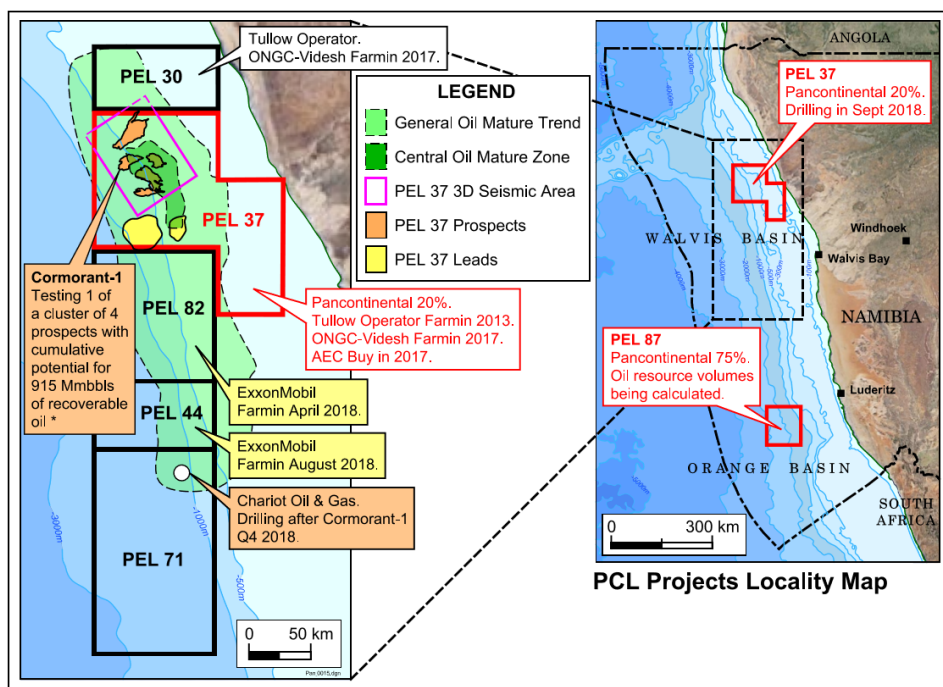 PEL 30
Tullow Operator.
ONGC-Videsh Farmin 2017.
LEGEND
General Oil Mature Trend
Central Oil Mature Zone
PEL 37 3D Seismic Area
PEL 37 Prospects
PEL 37 Leads
PEL 37
Cormorant-1
Testing 1 of
a cluster of 4
prospects with
cumulative
potential for
915 Mmbbls
of recoverable
oil *
Pancontinental 20%.
Tullow Operator Farmin 2013.
ONGC-Videsh Farmin 2017.
AEC Buy in 2017.
PEL 82
ExxonMobil
Farmin April 2018.
PEL 44
ExxonMobil
Farmin August 2018.
Chariot Oil & Gas.
Drilling after Cormorant-1
Q4 2018.
PEL 71
-3000m
-1000m
-500m
0 50 km
Pan 0015.dgn
ANGOLA
PEL 37
Pancontinental 20%.
Drilling in Sept 2018.
WALVIS BASIN
Windhoek
Walvis Bay
NAMIBIA
PEL 87
Pancontinental 75%.
Oil resource volumes
being calculated.
Luderitz
ORANGE BASIN
SOUTH
AFRICA
0 300 km
PCL Projects Locality Map